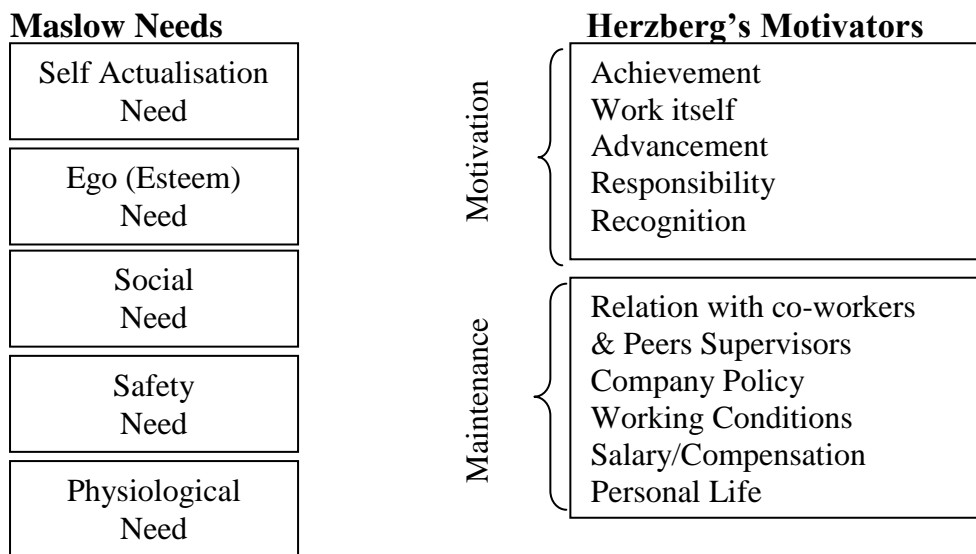 Maslow Needs
Self Actualisation
Need
Ego (Esteem)
Need
Social
Need
Safety
Need
Physiological
Need
Herzberg’s Motivators
Motivation
Achievement
Work itself
Advancement
Responsibility
Recognition
Maintenance
Relation with co-workers
& Peers Supervisors
Company Policy
Working Conditions
Salary/Compensation
Personal Life